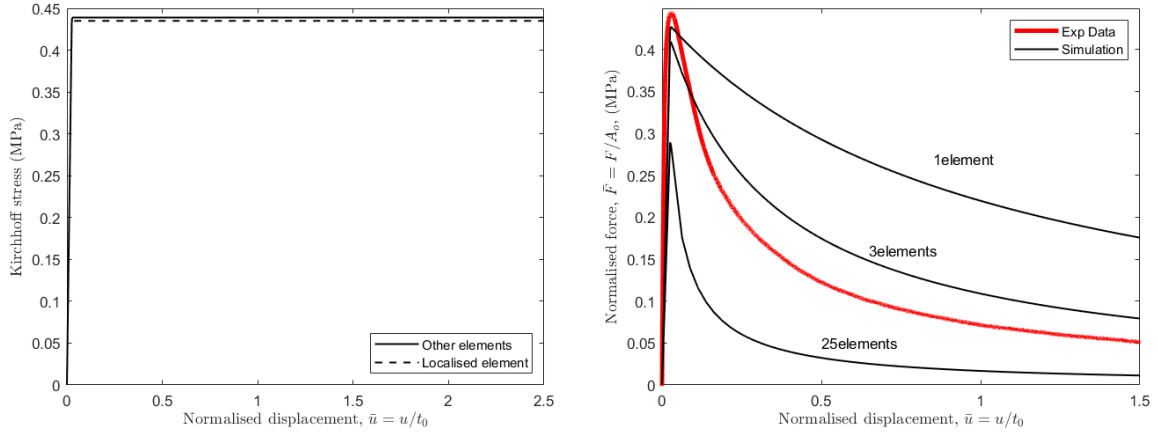 0.45
0.4
0.35
0.3
0.25
0.2
0.15
0.1
0.05
0
Kirchhoff stress (MPa)
Other elements
Localised element
0 0.5 1 1.5 2 2.5
Normalised displacement, ū = u/t₀
0.4
0.35
0.3
0.25
0.2
0.15
0.1
0.05
0
Normalised force, F̄ = F/Aₒ, (MPa)
Exp Data
Simulation
1element
3elements
25elements
0 0.5 1 1.5
Normalised displacement, ū = u/t₀